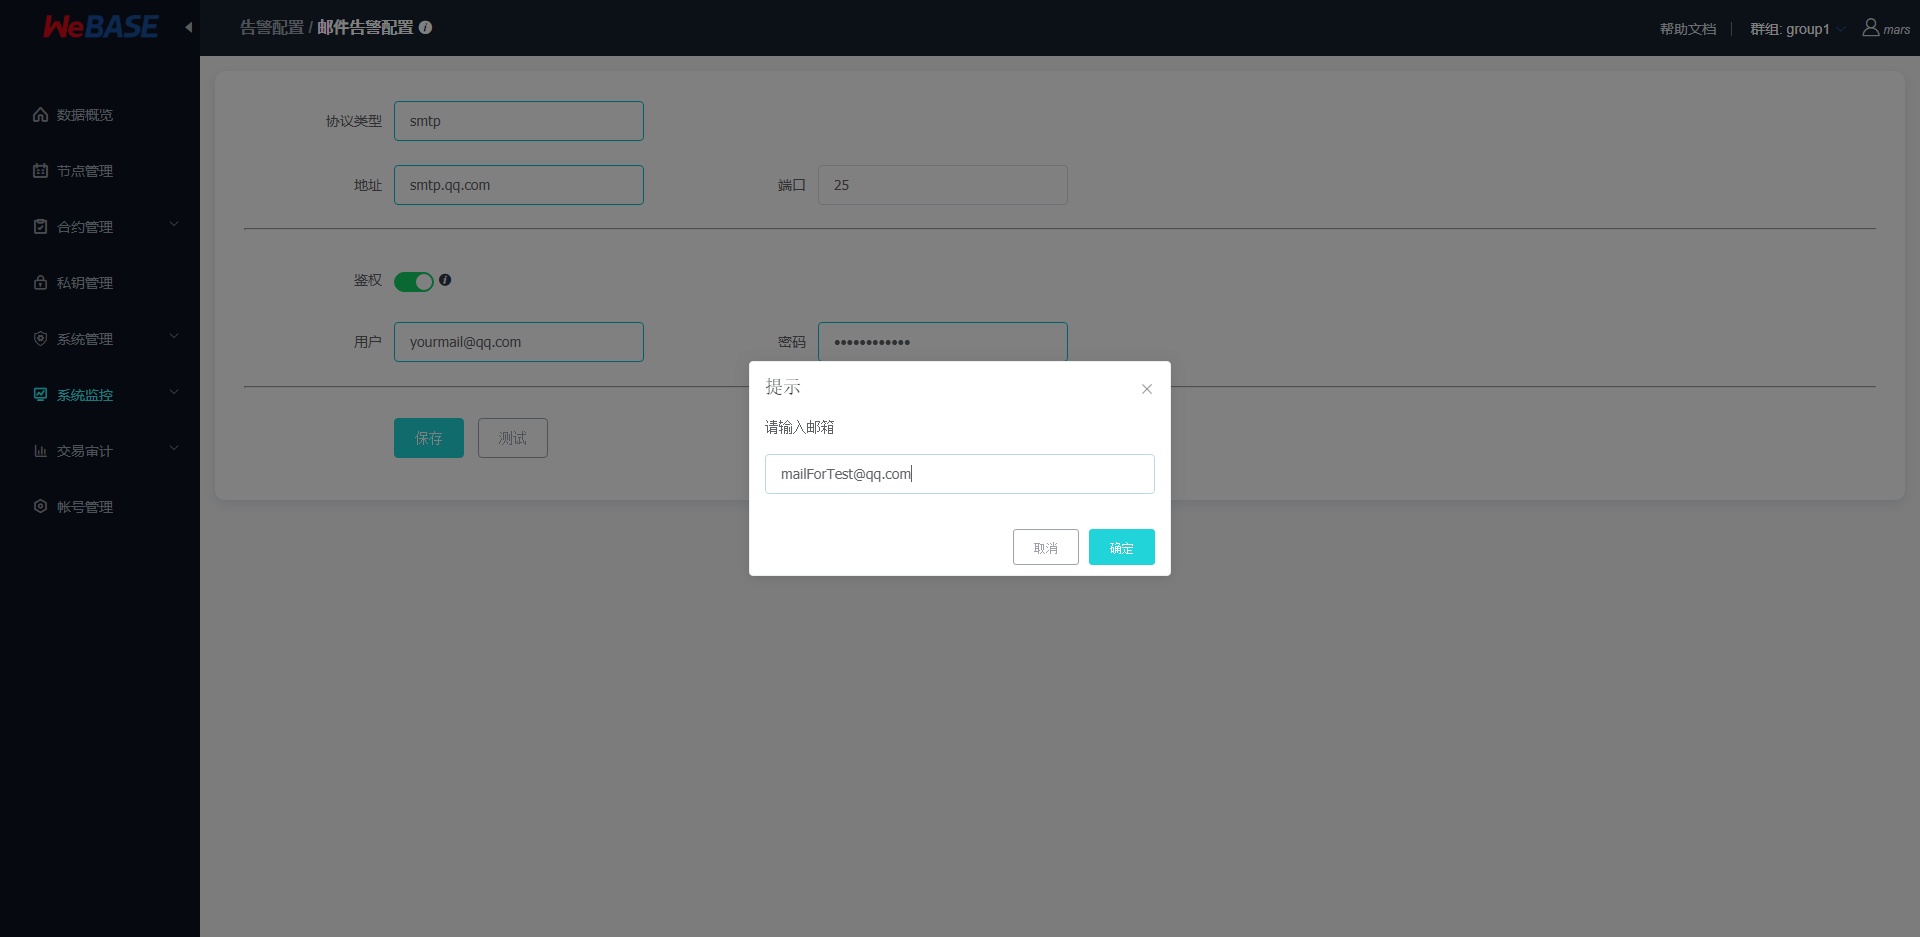 WeBASE
告警配置 / 邮件告警配置
帮助文档
群组: group1
mars
数据概览
节点管理
合约管理
私钥管理
系统管理
系统监控
交易审计
帐号管理
协议类型 smtp
地址 smtp.qq.com 端口 25
鉴权
用户 yourmail@qq.com 密码 ••••••••••••
保存 测试
提示
请输入邮箱
mailForTest@qq.com
取消 确定